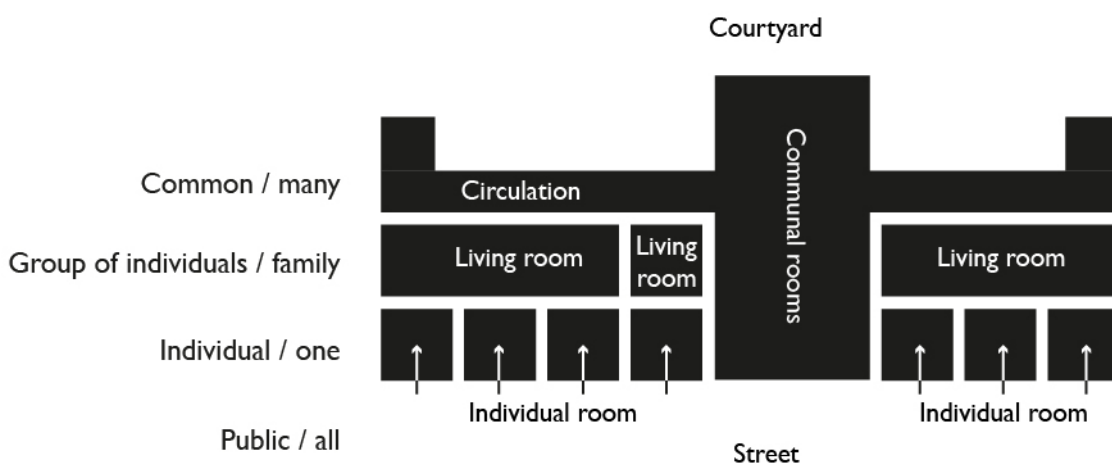 Courtyard
Common / many
Circulation
Communal rooms
Group of individuals / family
Living room
Living
room
Living room
Individual / one
Individual room
Individual room
Public / all
Street